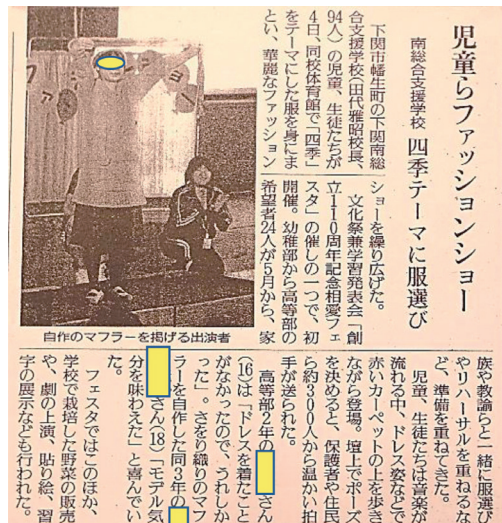 児童らファッションショー
南総合支援学校 四季テーマに服選び
下関市幡生町の下関南総
合支援学校(田代雅昭校長、
94人)の児童、生徒たちが
4日、同校体育館で「四季」
をテーマにした服を身にま
とい、華麗なファッション
ショーを繰り広げた。
文化祭兼学習発表会「創
立110周年記念相愛フェ
スタ」の催しの一つで、初
開催。幼稚部から高等部の
希望者24人が5月から、家
自作のマフラーを掲げる出演者
族や教諭らと一緒に服選び
やリハーサルを重ねるな
ど、準備を重ねてきた。
児童、生徒たちは音楽が
流れる中、ドレス姿などで
赤いカーペットの上を歩き
ながら登場。壇上でポーズ
を決めると、保護者や住民
ら約300人から温かい拍
手が送られた。
高等部2年の
さん
(16)は「ドレスを着たこと
がなかったので、うれしか
った」。さをり織りのマフ
ラーを自作した同3年の
さん(18)「モデル気
分を味わえた」と喜んでい
た。
フェスタではこのほか、
学校で栽培した野菜の販売
や、劇の上演、貼り絵、習
字の展示なども行われた。